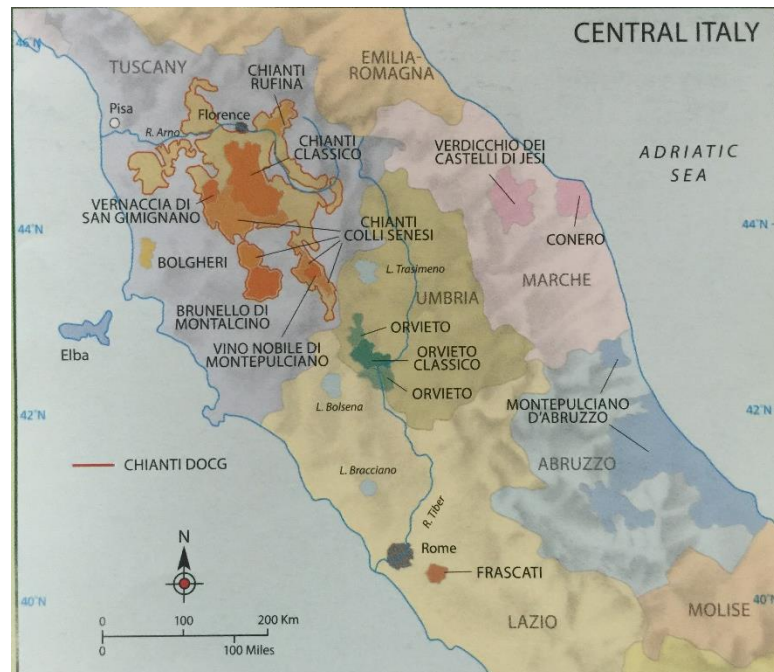 CENTRAL ITALY
46°N
TUSCANY
EMILIA-
ROMAGNA
CHIANTI
RUFINA
Pisa
Florence
R. Arno
CHIANTI
CLASSICO
VERDICCHIO DEI
CASTELLI DI JESI
ADRIATIC
SEA
VERNACCIA DI
SAN GIMIGNANO
44°N
CHIANTI
COLLI SENESI
44°N
CONERO
BOLGHERI
L. Trasimeno
MARCHE
UMBRIA
BRUNELLO DI
MONTALCINO
VINO NOBILE DI
MONTEPULCIANO
Elba
ORVIETO
ORVIETO
CLASSICO
ORVIETO
L. Bolsena
42°N
42°N
MONTEPULCIANO
D'ABRUZZO
CHIANTI DOCG
L. Bracciano
ABRUZZO
R. Tiber
N
Rome
FRASCATI
40°N
40°N
MOLISE
LAZIO
0 100 200 Km
0 100 Miles